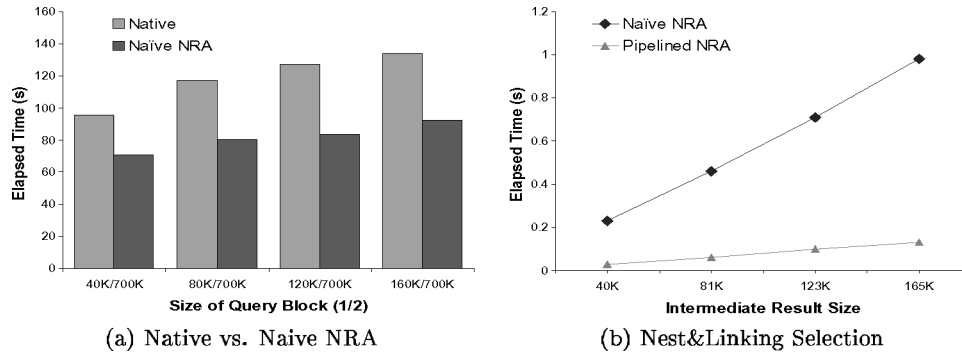 Native
Naïve NRA
160
140
120
100
80
60
40
20
0
Elapsed Time (s)
40K/700K
80K/700K
120K/700K
160K/700K
Size of Query Block (1/2)
(a) Native vs. Naive NRA
Naïve NRA
Pipelined NRA
1.2
1
0.8
0.6
0.4
0.2
0
Elapsed Time (s)
40K
81K
123K
165K
Intermediate Result Size
(b) Nest&Linking Selection